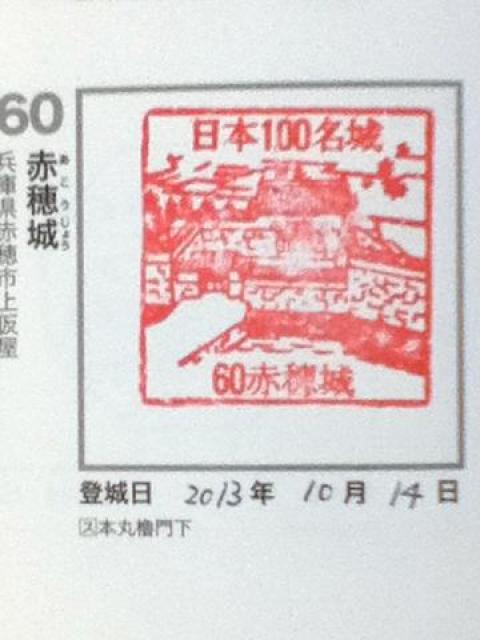 60
赤穂城
あこうじょう
兵庫県赤穂市上仮屋
日本100名城
60赤穂城
登城日 2013年 10月 14日
ス本丸櫓門下